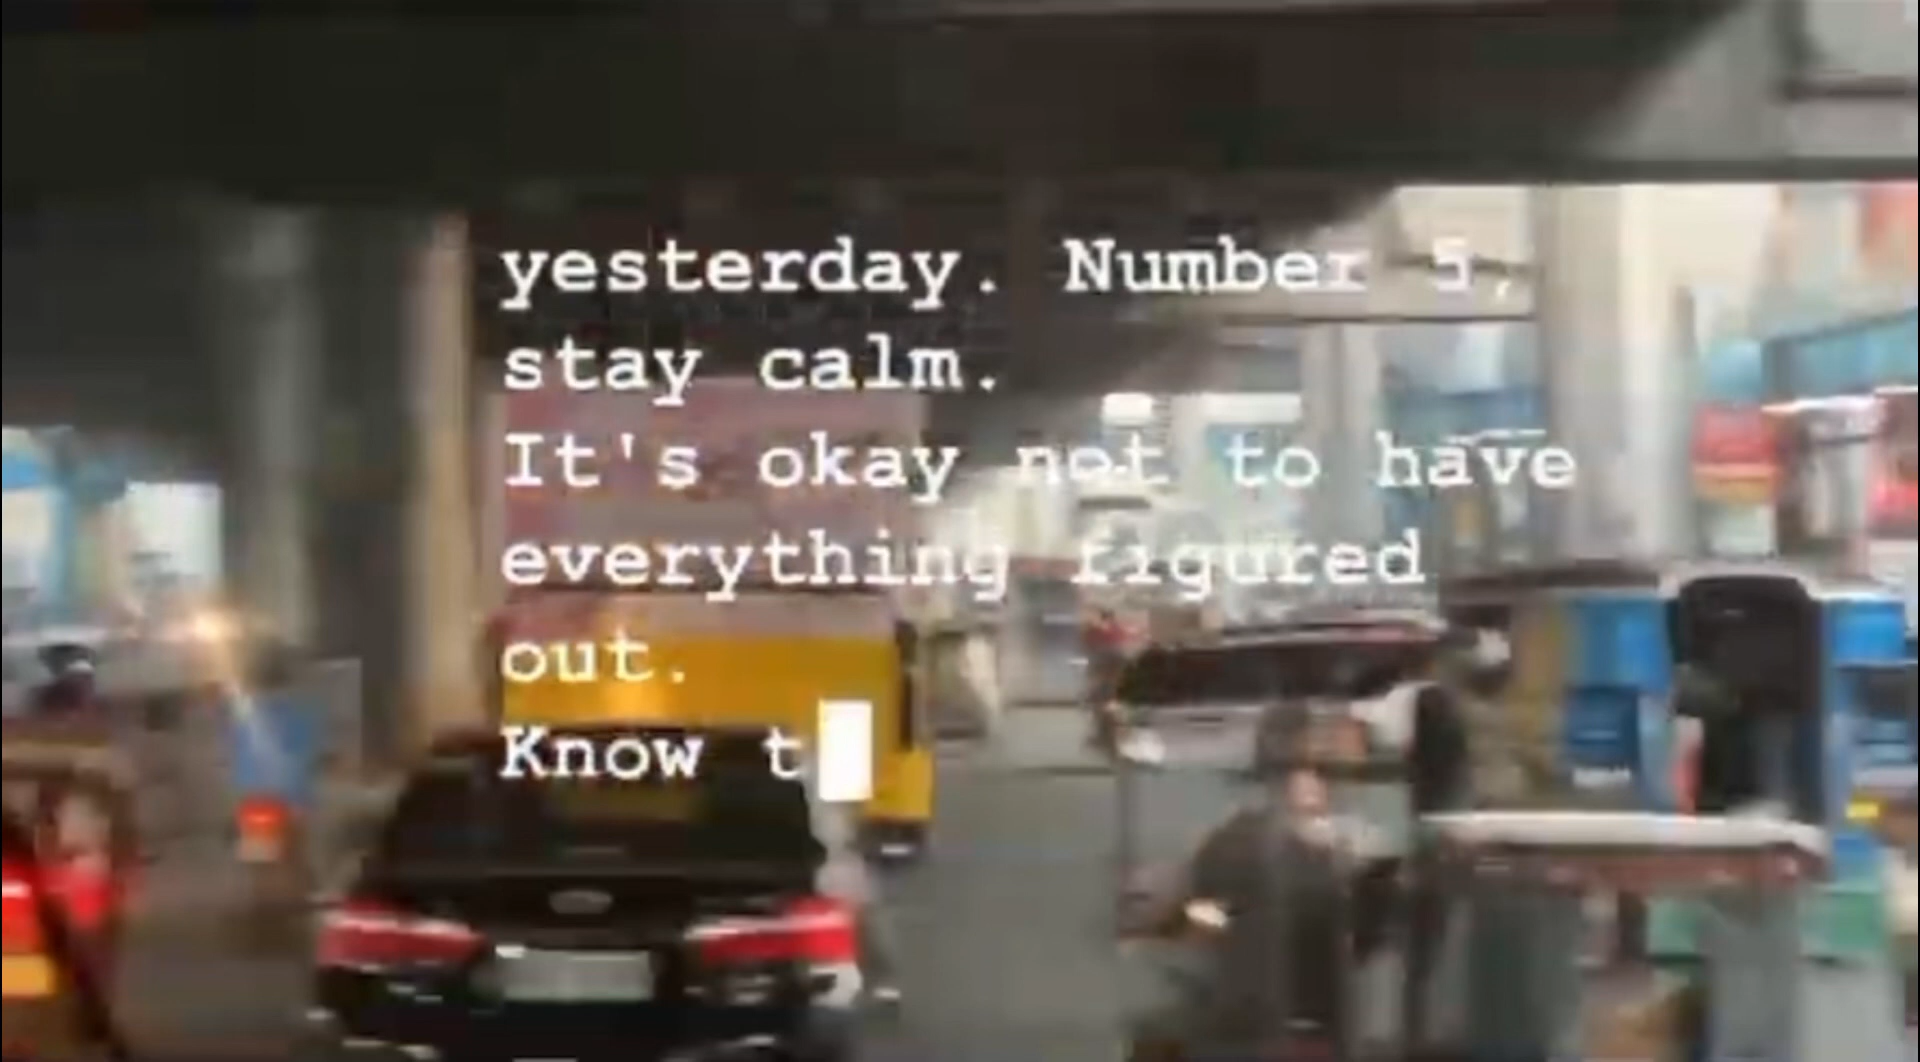 yesterday. Number 5,
stay calm.
It's okay not to have
everything figured
out.
Know t